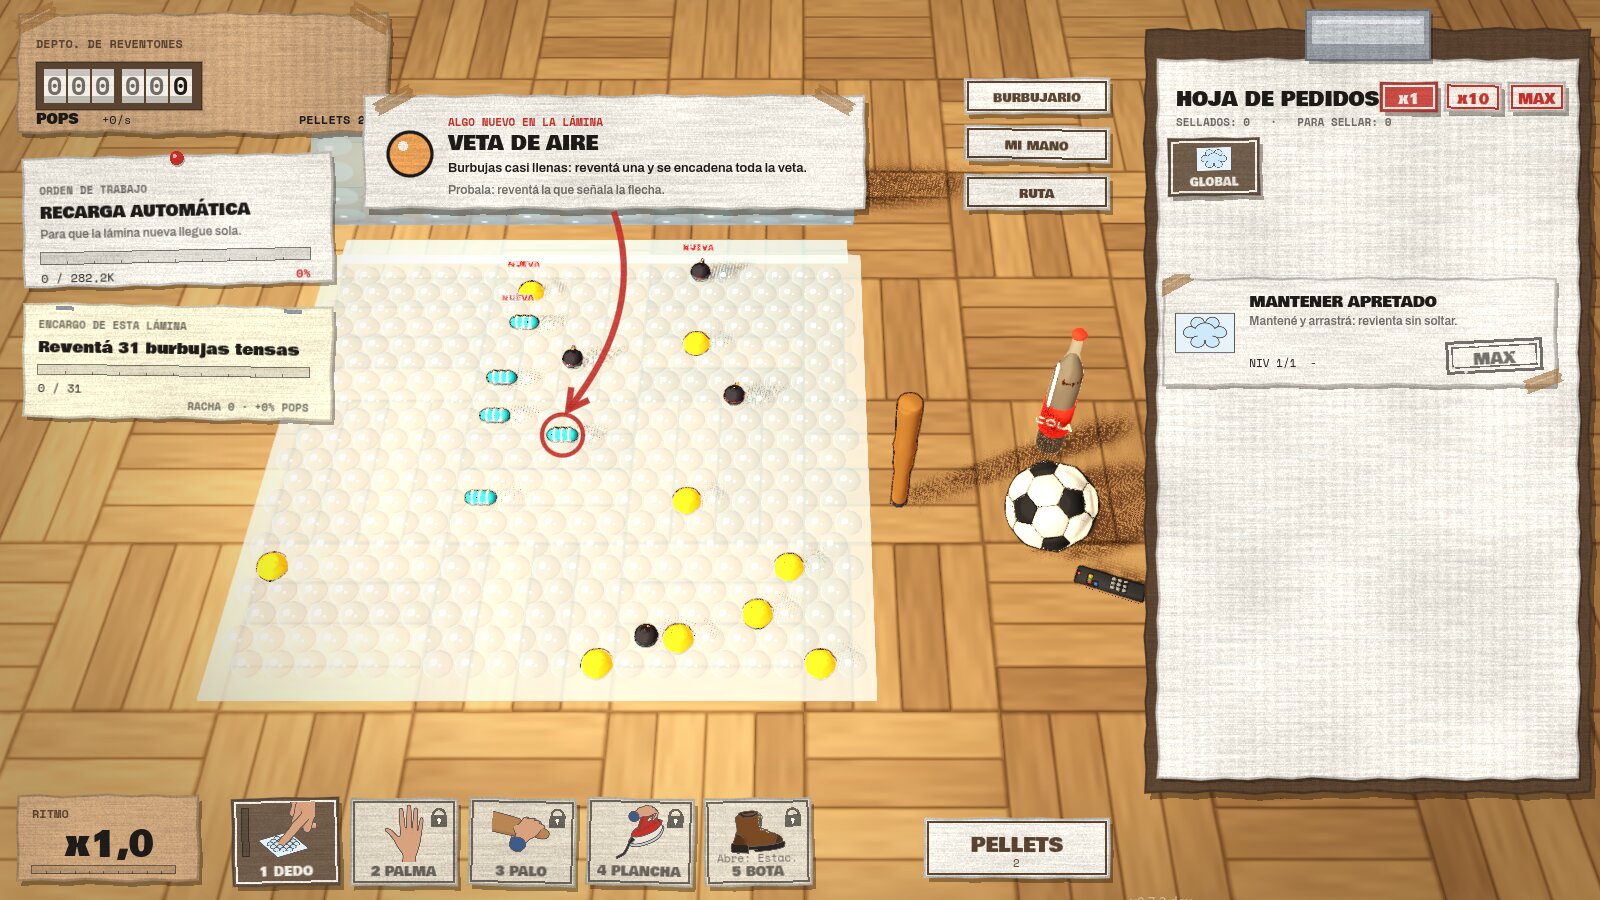 DEPTO. DE REVENTONES
000 000
POPS +0/s PELLETS 2
ORDEN DE TRABAJO
RECARGA AUTOMÁTICA
Para que la lámina nueva llegue sola.
0 / 282,2K 0%
ENCARGO DE ESTA LÁMINA
Reventá 31 burbujas tensas
0 / 31
RACHA 0 · +0% POPS
ALGO NUEVO EN LA LÁMINA
VETA DE AIRE
Burbujas casi llenas: reventá una y se encadena toda la veta.
Probala: reventá la que señala la flecha.
NUEVA
NUEVA
NUEVA
BURBUJARIO
MI MANO
RUTA
COLA
HOJA DE PEDIDOS x1 x10 MAX
SELLADOS: 0 · PARA SELLAR: 0
GLOBAL
MANTENER APRETADO
Mantené y arrastrá: revienta sin soltar.
NIV 1/1 -
MAX
RITMO
x1,0
1 DEDO
2 PALMA
3 PALO
4 PLANCHA
Abre: Estac.
5 BOTA
PELLETS
2